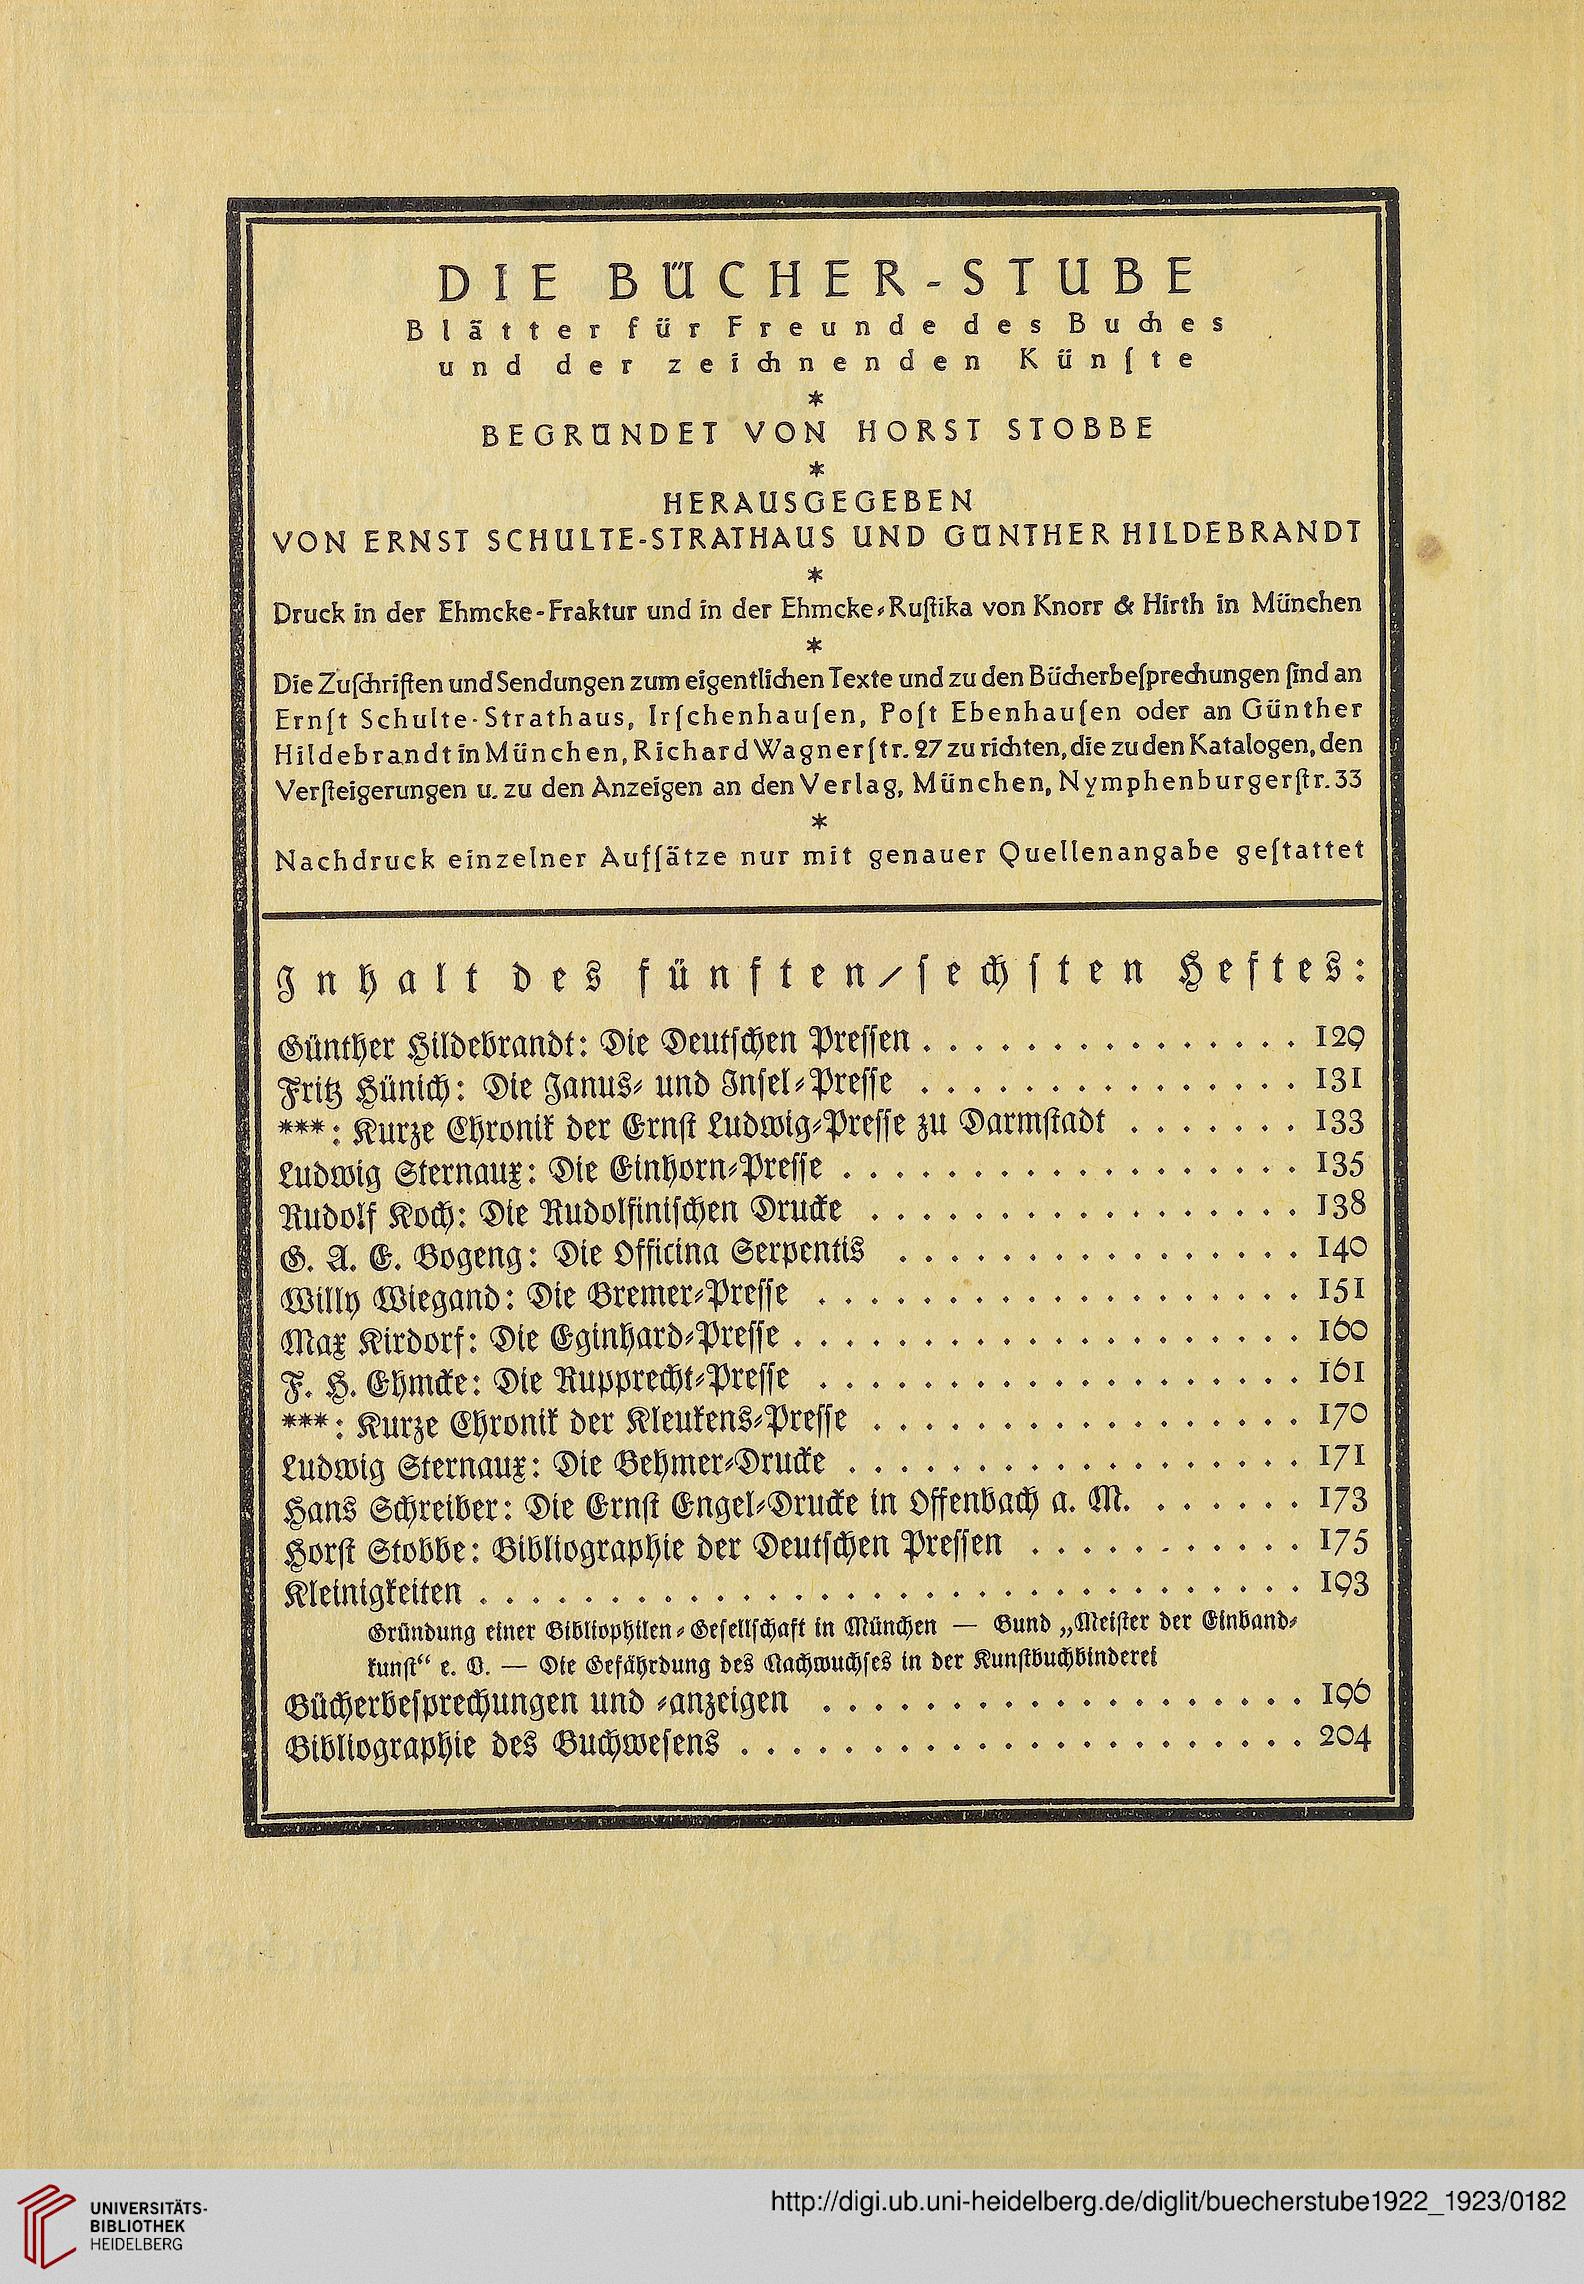 DIE BÜCHER-STUBE
Blätter für Freunde des Buches
und der zeichnenden Künſte
*
BEGRÜNDET VON HORST STOBBE
*
HERAUSGEGEBEN
VON ERNST SCHULTE-STRATHAUS UND GÜNTHER HILDEBRANDT
*
Druck in der Ehmcke-Fraktur und in der Ehmcke-Ruſtika von Knorr & Hirth in München
*
Die Zuſchriften und Sendungen zum eigentlichen Texte und zu den Bücherbeſprechungen ſind an
Ernſt Schulte-Strathaus, Irſchenhauſen, Poſt Ebenhauſen oder an Günther
Hildebrandt in München, Richard Wagnerſtr. 27 zu richten, die zu den Katalogen, den
Verſteigerungen u. zu den Anzeigen an den Verlag, München, Nymphenburgerſtr. 33
*
Nachdruck einzelner Aufſätze nur mit genauer Quellenangabe geſtattet
Inhalt des fünften/ſechſten Heftes:
Günther Hildebrandt: Die Deutſchen Preſſen . . . . . . . . . . . . . . . 129
Fritz Hünich: Die Janus- und Inſel-Preſſe . . . . . . . . . . . . . . . 131
***: Kurze Chronik der Ernſt Ludwig-Preſſe zu Darmſtadt . . . . . . . 133
Ludwig Sternaux: Die Einhorn-Preſſe . . . . . . . . . . . . . . . . . . 135
Rudolf Koch: Die Rudolfiniſchen Drucke . . . . . . . . . . . . . . . . . 138
G. A. E. Bogeng: Die Officina Serpentis . . . . . . . . . . . . . . . . 140
Willy Wiegand: Die Bremer-Preſſe . . . . . . . . . . . . . . . . . . . 151
Max Kirdorf: Die Eginhard-Preſſe . . . . . . . . . . . . . . . . . . . . 160
F. H. Ehmcke: Die Rupprecht-Preſſe . . . . . . . . . . . . . . . . . . . 161
***: Kurze Chronik der Kleukens-Preſſe . . . . . . . . . . . . . . . . . 170
Ludwig Sternaux: Die Behmer-Drucke . . . . . . . . . . . . . . . . . . 171
Hans Schreiber: Die Ernſt Engel-Drucke in Offenbach a. M. . . . . . . 173
Horſt Stobbe: Bibliographie der Deutſchen Preſſen . . . . . . . . . . . 175
Kleinigkeiten . . . . . . . . . . . . . . . . . . . . . . . . . . . . . . . . 193
Gründung einer Bibliophilen-Geſellſchaft in München — Bund „Meiſter der Einband-
kunſt“ e. V. — Die Gefährdung des Nachwuchſes in der Kunſtbuchbinderei
Bücherbeſprechungen und -anzeigen . . . . . . . . . . . . . . . . . . . 196
Bibliographie des Buchweſens . . . . . . . . . . . . . . . . . . . . . . 204
UNIVERSITÄTS-
BIBLIOTHEK
HEIDELBERG
http://digi.ub.uni-heidelberg.de/diglit/buecherstube1922_1923/0182